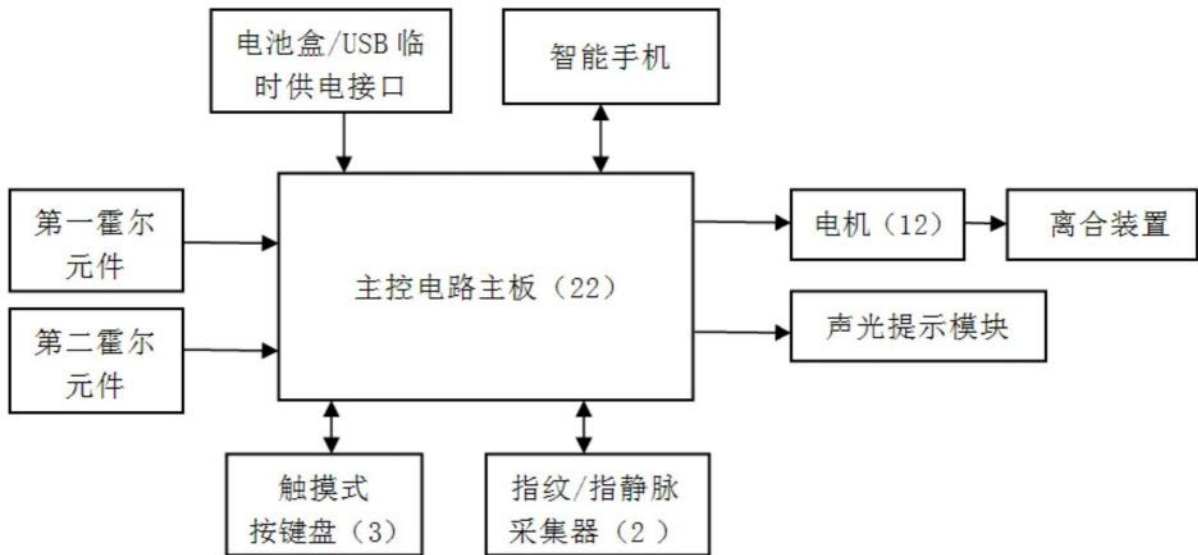 电池盒/USB 临
时供电接口
智能手机
第一霍尔
元件
电机（12）
离合装置
主控电路主板（22）
第二霍尔
元件
声光提示模块
触摸式
按键盘（3）
指纹/指静脉
采集器（2 ）